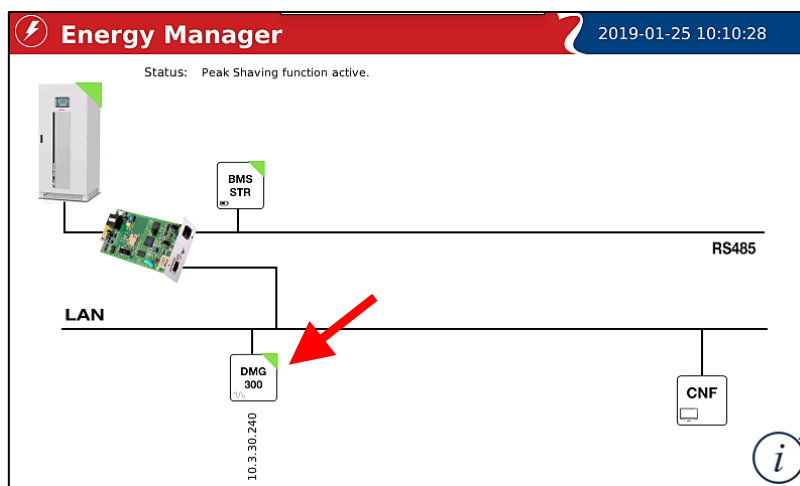 Energy Manager
2019-01-25 10:10:28
Status: Peak Shaving function active.
BMS
STR
RS485
LAN
DMG
300
CNF
10.3.30.240
i